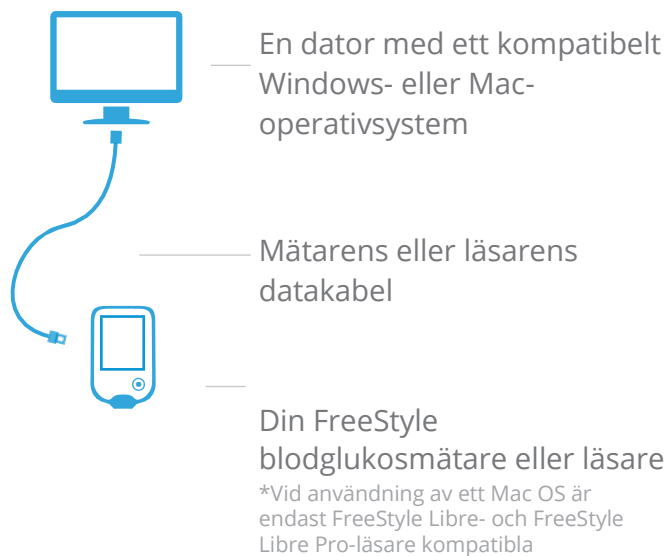 En dator med ett kompatibelt
Windows- eller Mac-
operativsystem
Mätarens eller läsarens
datakabel
Din FreeStyle
blodglukosmätare eller läsare
*Vid användning av ett Mac OS är
endast FreeStyle Libre- och FreeStyle
Libre Pro-läsare kompatibla